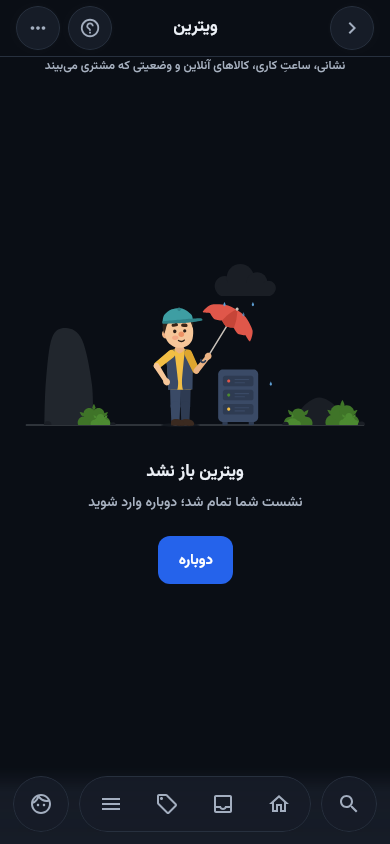 ویترین
نشانی، ساعتِ کاری، کالاهای آنلاین و وضعیتی که مشتری می‌بیند
ویترین باز نشد
نشست شما تمام شد؛ دوباره وارد شوید
دوباره